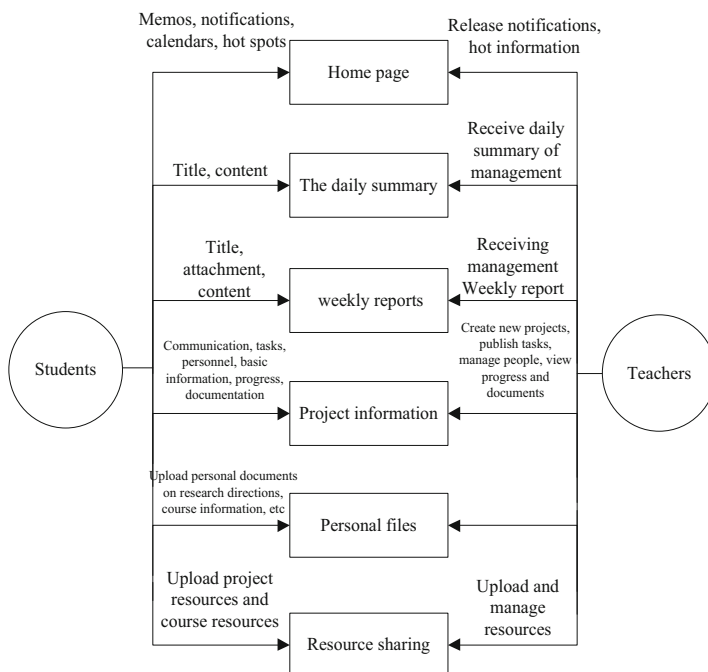 Memos, notifications,
calendars, hot spots
Release notifications,
hot information
Home page
Title, content
Receive daily
summary of
management
The daily summary
Title,
attachment,
content
Receiving
management
Weekly report
weekly reports
Students
Communication, tasks,
personnel, basic
information, progress,
documentation
Create new projects,
publish tasks,
manage people, view
progress and
documents
Teachers
Project information
Upload personal documents
on research directions,
course information, etc
Personal files
Upload project
resources and
course resources
Upload and
manage
resources
Resource sharing